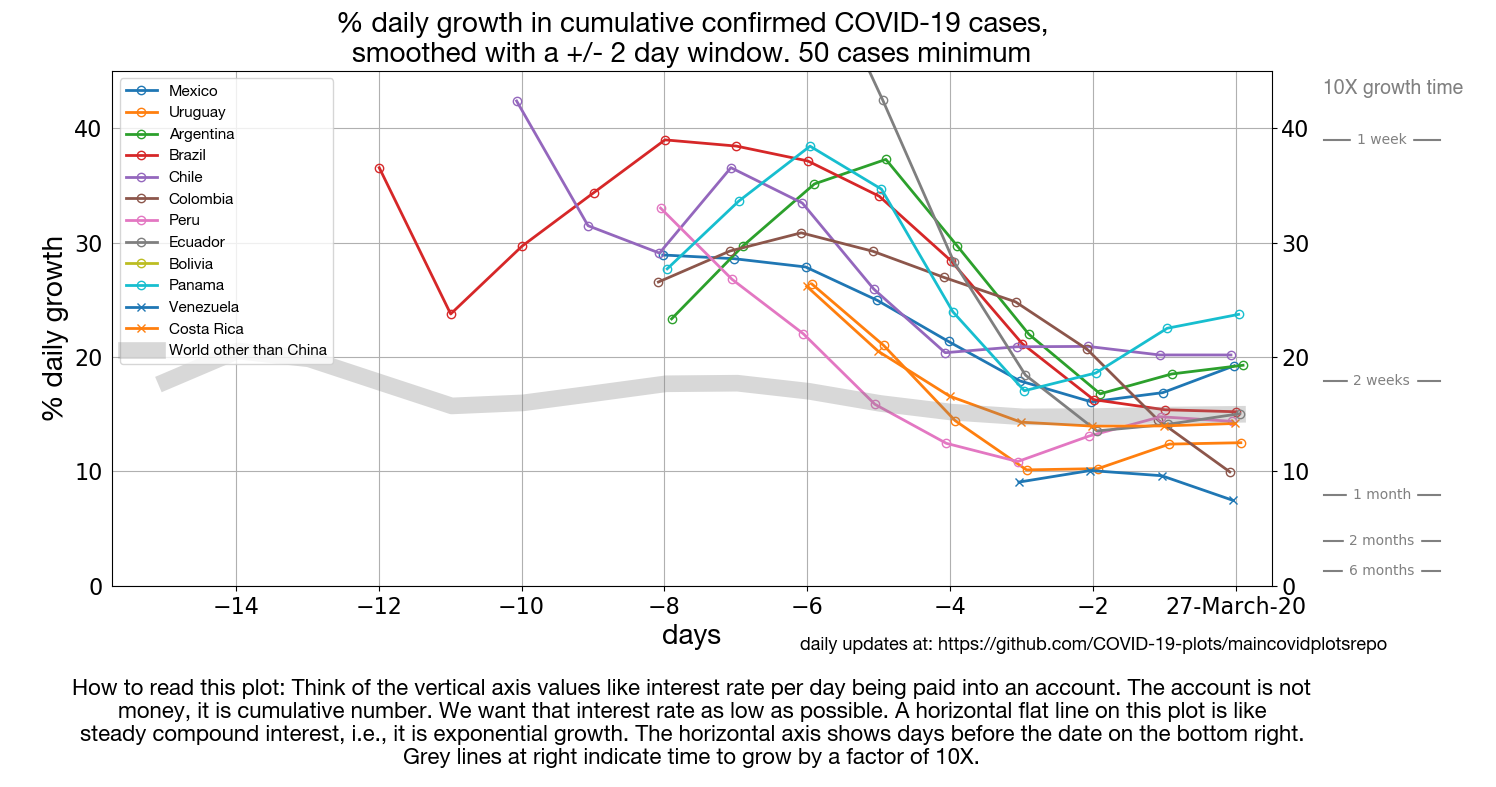 % daily growth in cumulative confirmed COVID-19 cases,
smoothed with a +/- 2 day window. 50 cases minimum
10X growth time
Mexico
Uruguay
Argentina
Brazil
Chile
Colombia
Peru
Ecuador
Bolivia
Panama
Venezuela
Costa Rica
World other than China
% daily growth
40
30
20
10
0
40
30
20
10
0
1 week
2 weeks
1 month
2 months
6 months
−14
−12
−10
−8
−6
−4
−2
27-March-20
days
daily updates at: https://github.com/COVID-19-plots/maincovidplotsrepo
How to read this plot: Think of the vertical axis values like interest rate per day being paid into an account. The account is not
money, it is cumulative number. We want that interest rate as low as possible. A horizontal flat line on this plot is like
steady compound interest, i.e., it is exponential growth. The horizontal axis shows days before the date on the bottom right.
Grey lines at right indicate time to grow by a factor of 10X.